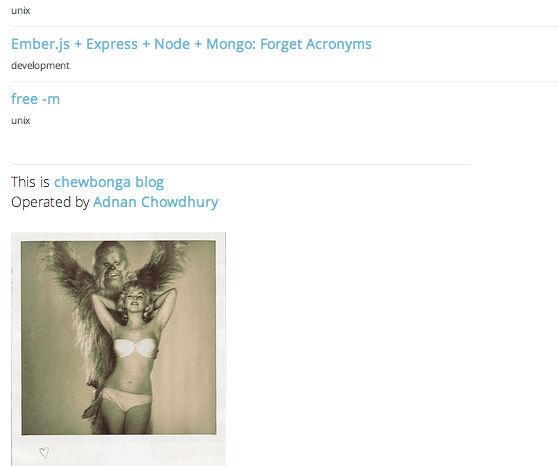 unix
Ember.js + Express + Node + Mongo: Forget Acronyms
development
free -m
unix
This is chewbonga blog
Operated by Adnan Chowdhury